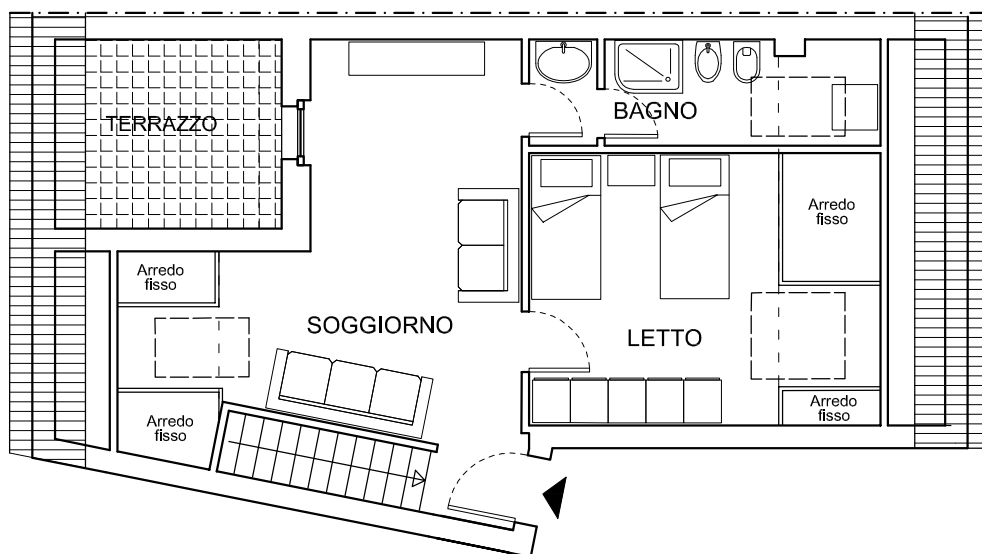 TERRAZZO
BAGNO
Arredo
fisso
Arredo
fisso
SOGGIORNO
LETTO
Arredo
fisso
Arredo
fisso